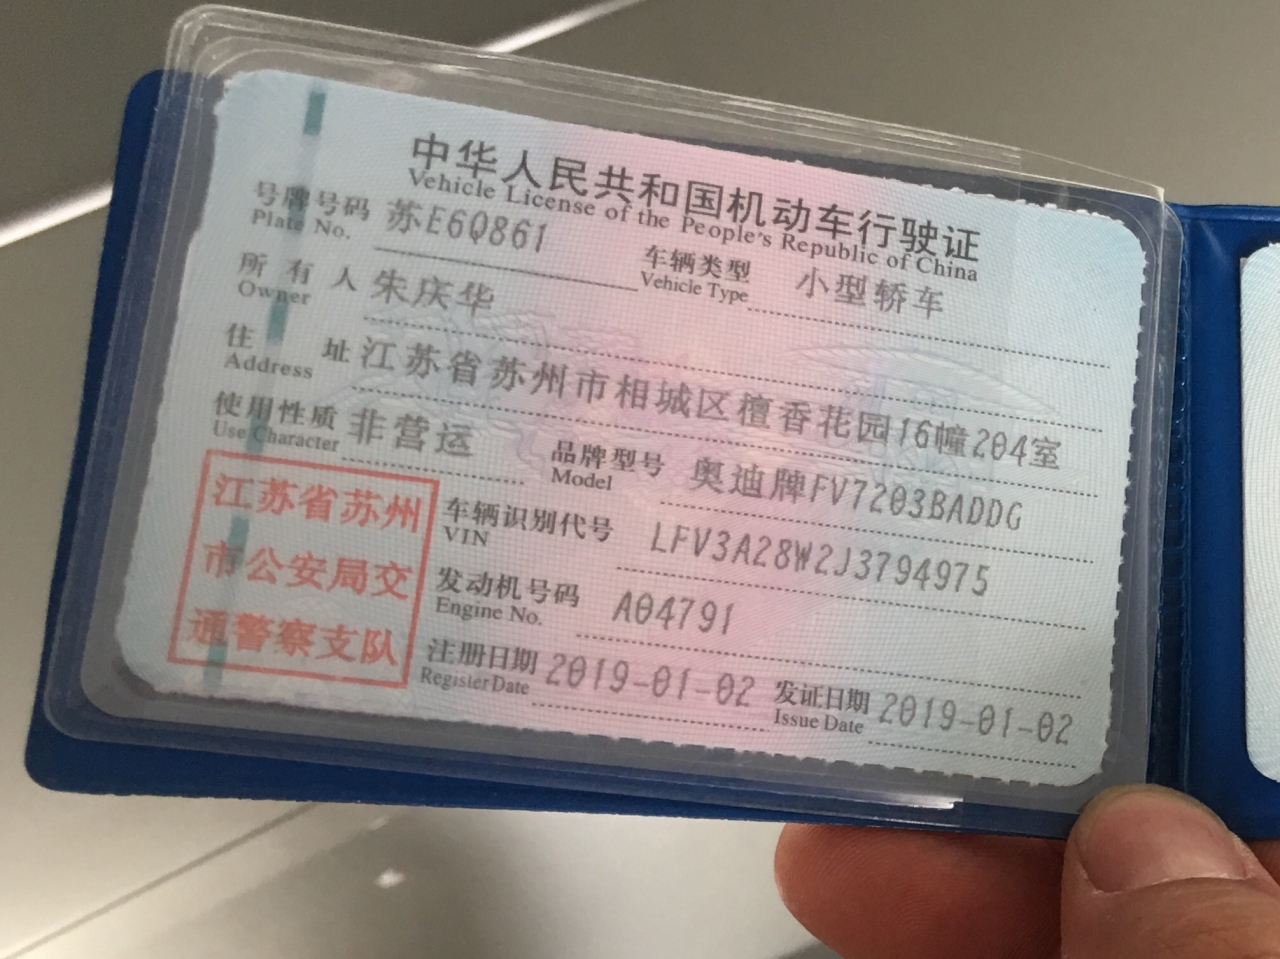 中华人民共和国机动车行驶证
Vehicle License of the People's Republic of China
号牌号码 苏E6Q861 车辆类型 小型轿车
Plate No. Vehicle Type
所有人 朱庆华
Owner
住址 江苏省苏州市相城区檀香花园16幢204室
Address
使用性质 非营运 品牌型号 奥迪牌FV7203BADDG
Use Character Model
江苏省苏州
市公安局交
通警察支队
车辆识别代号 LFV3A28W2J3794975
VIN
发动机号码 A04791
Engine No.
注册日期 2019-01-02 发证日期 2019-01-02
Register Date Issue Date